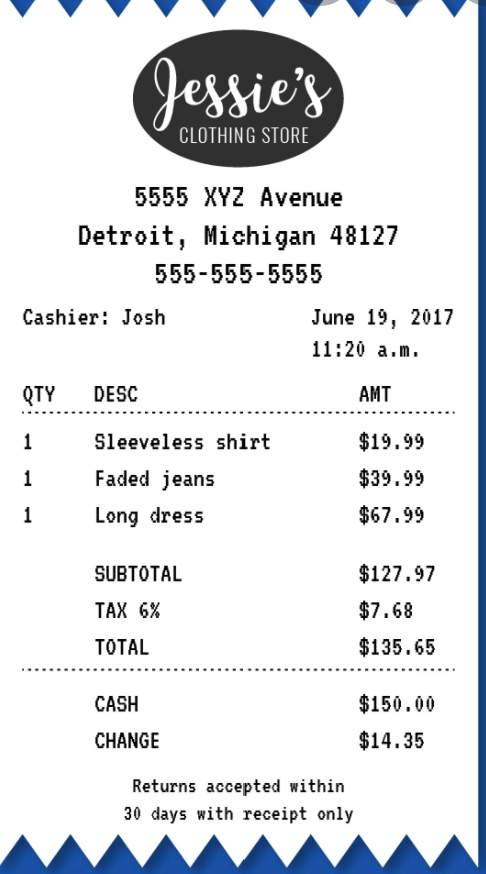 Jessie's
CLOTHING STORE
5555 XYZ Avenue
Detroit, Michigan 48127
555-555-5555
Cashier: Josh June 19, 2017
11:20 a.m.
QTY DESC AMT
1 Sleeveless shirt $19.99
1 Faded jeans $39.99
1 Long dress $67.99
SUBTOTAL $127.97
TAX 6% $7.68
TOTAL $135.65
CASH $150.00
CHANGE $14.35
Returns accepted within
30 days with receipt only